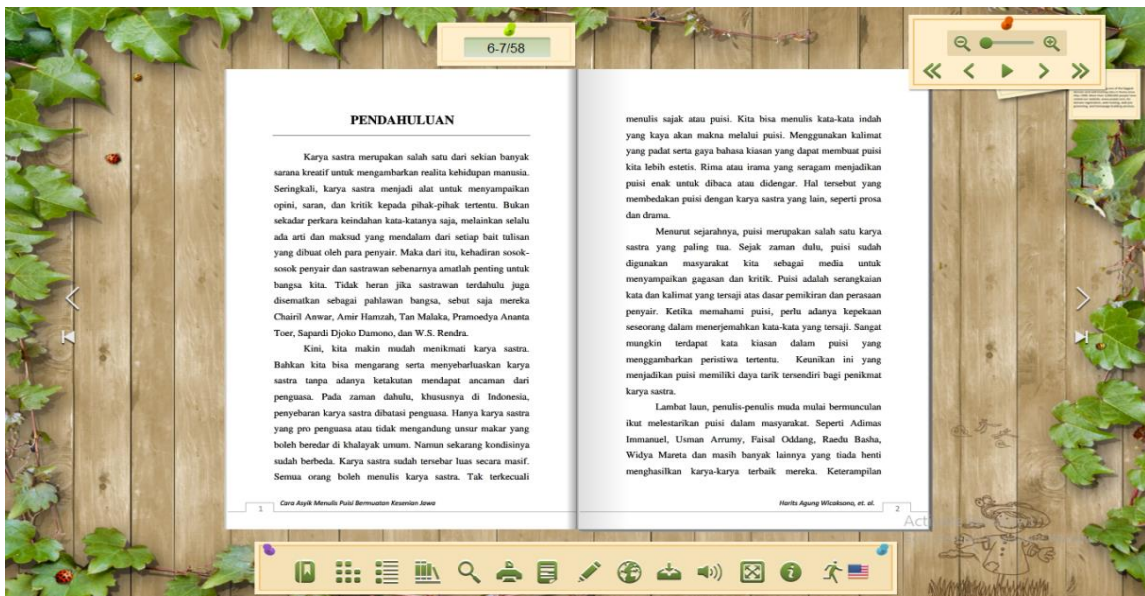 6-7/58
PENDAHULUAN
Karya sastra merupakan salah satu dari sekian banyak
sarana kreatif untuk mengambarkan realita kehidupan manusia.
Seringkali, karya sastra menjadi alat untuk menyampaikan
opini, saran, dan kritik kepada pihak-pihak tertentu. Bukan
sekadar perkara keindahan kata-katanya saja, melainkan selalu
ada arti dan maksud yang mendalam dari setiap bait tulisan
yang dibuat oleh para penyair. Maka dari itu, kehadiran sosok-
sosok penyair dan sastrawan sebenarnya amatlah penting untuk
bangsa kita. Tidak heran jika sastrawan terdahulu juga
disematkan sebagai pahlawan bangsa, sebut saja mereka
Chairil Anwar, Amir Hamzah, Tan Malaka, Pramoedya Ananta
Toer, Sapardi Djoko Damono, dan W.S. Rendra.
Kini, kita makin mudah menikmati karya sastra.
Bahkan kita bisa mengarang serta menyebarluaskan karya
sastra tanpa adanya ketakutan mendapat ancaman dari
penguasa. Pada zaman dahulu, khususnya di Indonesia,
penyebaran karya sastra dibatasi penguasa. Hanya karya sastra
yang pro penguasa atau tidak mengandung unsur makar yang
boleh beredar di khalayak umum. Namun sekarang kondisinya
sudah berbeda. Karya sastra sudah tersebar luas secara masif.
Semua orang boleh menulis karya sastra. Tak terkecuali
1 Cara Asyik Menulis Puisi Bermuatan Kesenian Jawa
menulis sajak atau puisi. Kita bisa menulis kata-kata indah
yang kaya akan makna melalui puisi. Menggunakan kalimat
yang padat serta gaya bahasa kiasan yang dapat membuat puisi
kita lebih estetis. Rima atau irama yang seragam menjadikan
puisi enak untuk dibaca atau didengar. Hal tersebut yang
membedakan puisi dengan karya sastra yang lain, seperti prosa
dan drama.
Menurut sejarahnya, puisi merupakan salah satu karya
sastra yang paling tua. Sejak zaman dulu, puisi sudah
digunakan masyarakat kita sebagai media untuk
menyampaikan gagasan dan kritik. Puisi adalah serangkaian
kata dan kalimat yang tersaji atas dasar pemikiran dan perasaan
penyair. Ketika memahami puisi, perlu adanya kepekaan
seseorang dalam menerjemahkan kata-kata yang tersaji. Sangat
mungkin terdapat kata kiasan dalam puisi yang
menggambarkan peristiwa tertentu. Keunikan ini yang
menjadikan puisi memiliki daya tarik tersendiri bagi penikmat
karya sastra.
Lambat laun, penulis-penulis muda mulai bermunculan
ikut melestarikan puisi dalam masyarakat. Seperti Adimas
Immanuel, Usman Arrumy, Faisal Oddang, Raedu Basha,
Widya Mareta dan masih banyak lainnya yang tiada henti
menghasilkan karya-karya terbaik mereka. Keterampilan
Harits Agung Wicaksono, et. al. 2